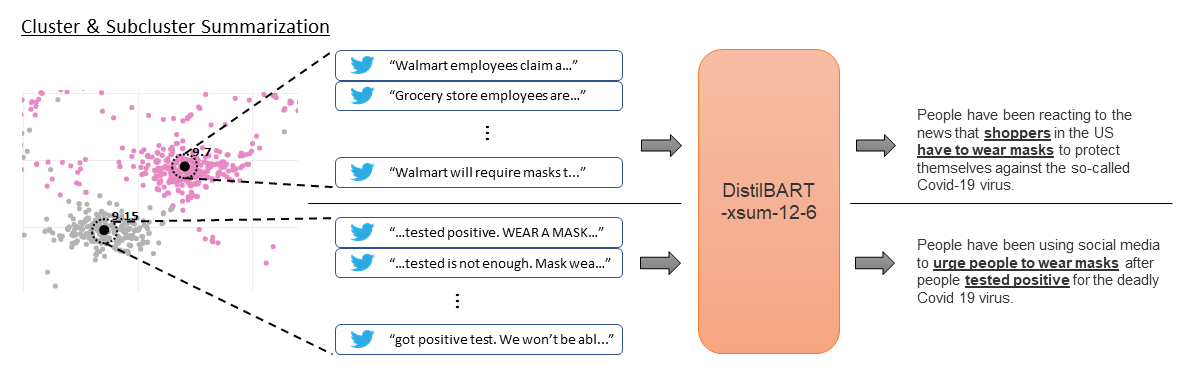 Cluster & Subcluster Summarization
9.7
9.15
“Walmart employees claim a...”
“Grocery store employees are...”
“Walmart will require masks t...”
“...tested positive. WEAR A MASK...”
“...tested is not enough. Mask wea...”
“got positive test. We won’t be abl...”
DistilBART
-xsum-12-6
People have been reacting to the
news that shoppers in the US
have to wear masks to protect
themselves against the so-called
Covid-19 virus.
People have been using social media
to urge people to wear masks after
people tested positive for the deadly
Covid 19 virus.